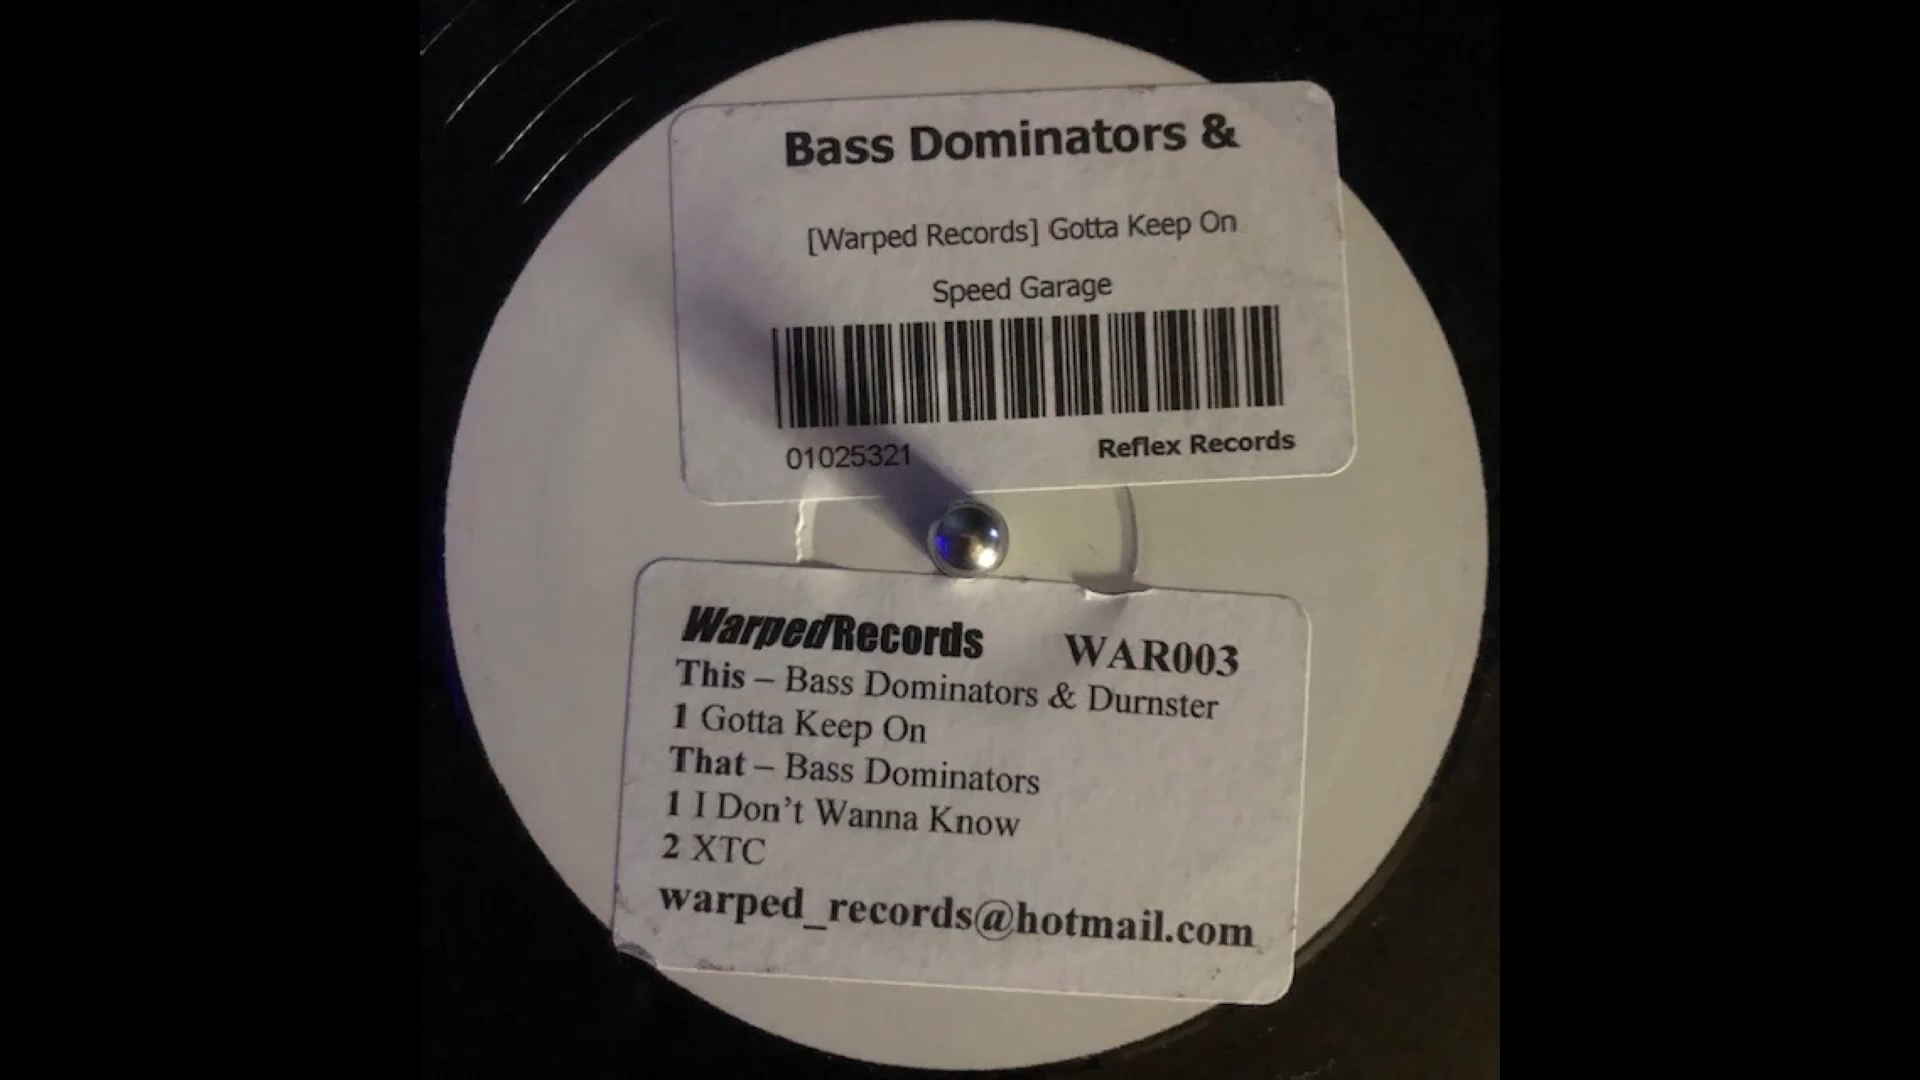 Bass Dominators &
[Warped Records] Gotta Keep On
Speed Garage
01025321 Reflex Records
WarpedRecords WAR003
This – Bass Dominators & Durnster
1 Gotta Keep On
That – Bass Dominators
1 I Don't Wanna Know
2 XTC
warped_records@hotmail.com